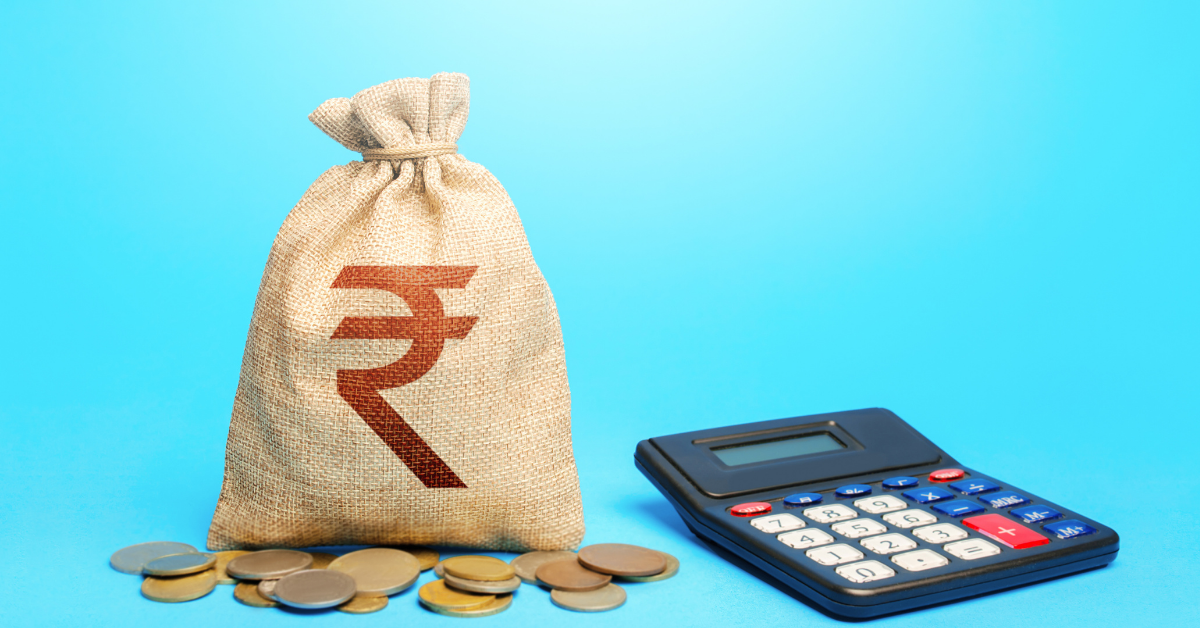 ₹
%
7 8 9 × ÷
4 5 6 − MRC
1 2 3 + M−
0 . = M+